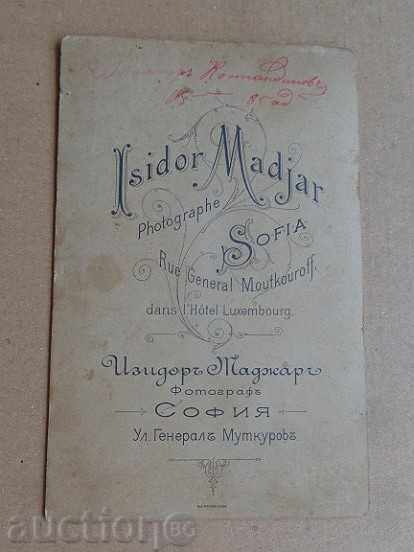 Isidor Madjar
Photographe
SOFIA
Rue General Moutkouroff.
dans l'Hôtel Luxembourg.
Изидоръ Маджаръ
Фотографъ
СОФИЯ
Ул. Генералъ Муткуровъ
auction BG